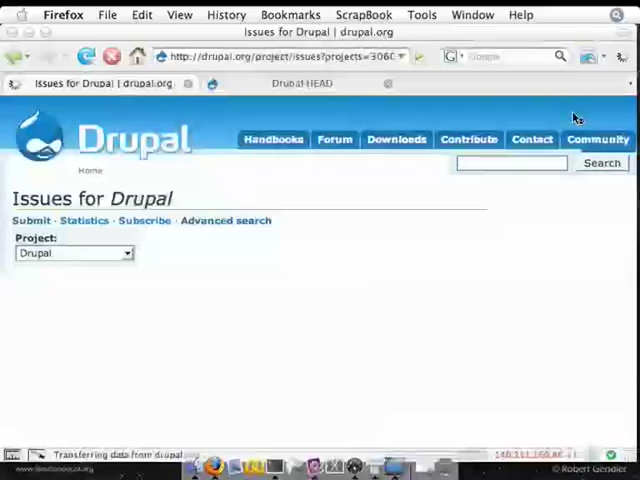 Firefox File Edit View History Bookmarks ScrapBook Tools Window Help
Issues for Drupal | drupal.org
http://drupal.org/project/issues?projects=3060
Google
Issues for Drupal | drupal.org
Drupal HEAD
Drupal
Handbooks Forum Downloads Contribute Contact Community
Home
Search
Issues for Drupal
Submit · Statistics · Subscribe · Advanced search
Project:
Drupal
Transferring data from drupal
© Robert Gendler